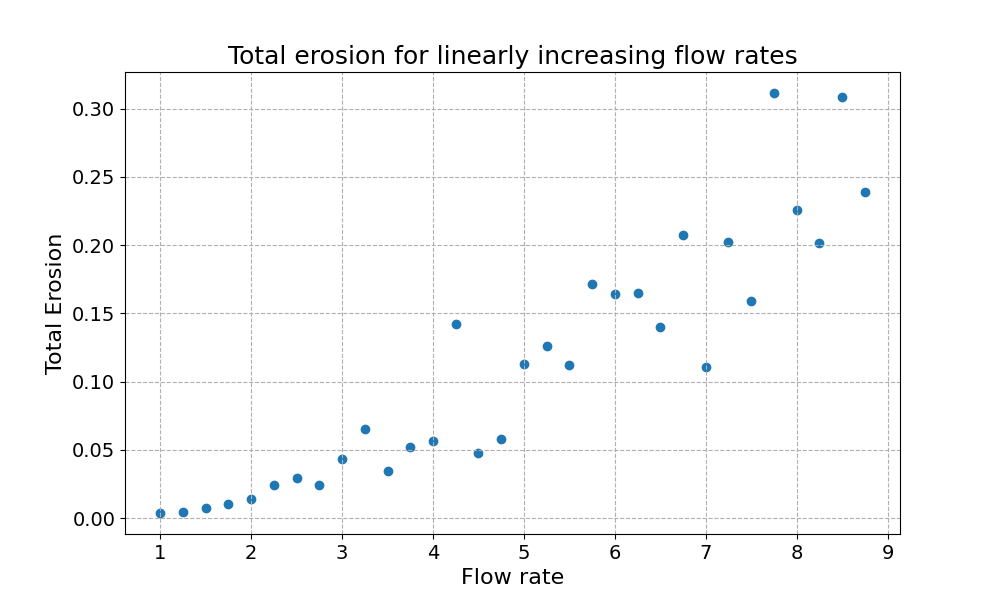 Total erosion for linearly increasing flow rates
0.30
0.25
0.20
0.15
0.10
0.05
0.00
Total Erosion
1 2 3 4 5 6 7 8 9
Flow rate